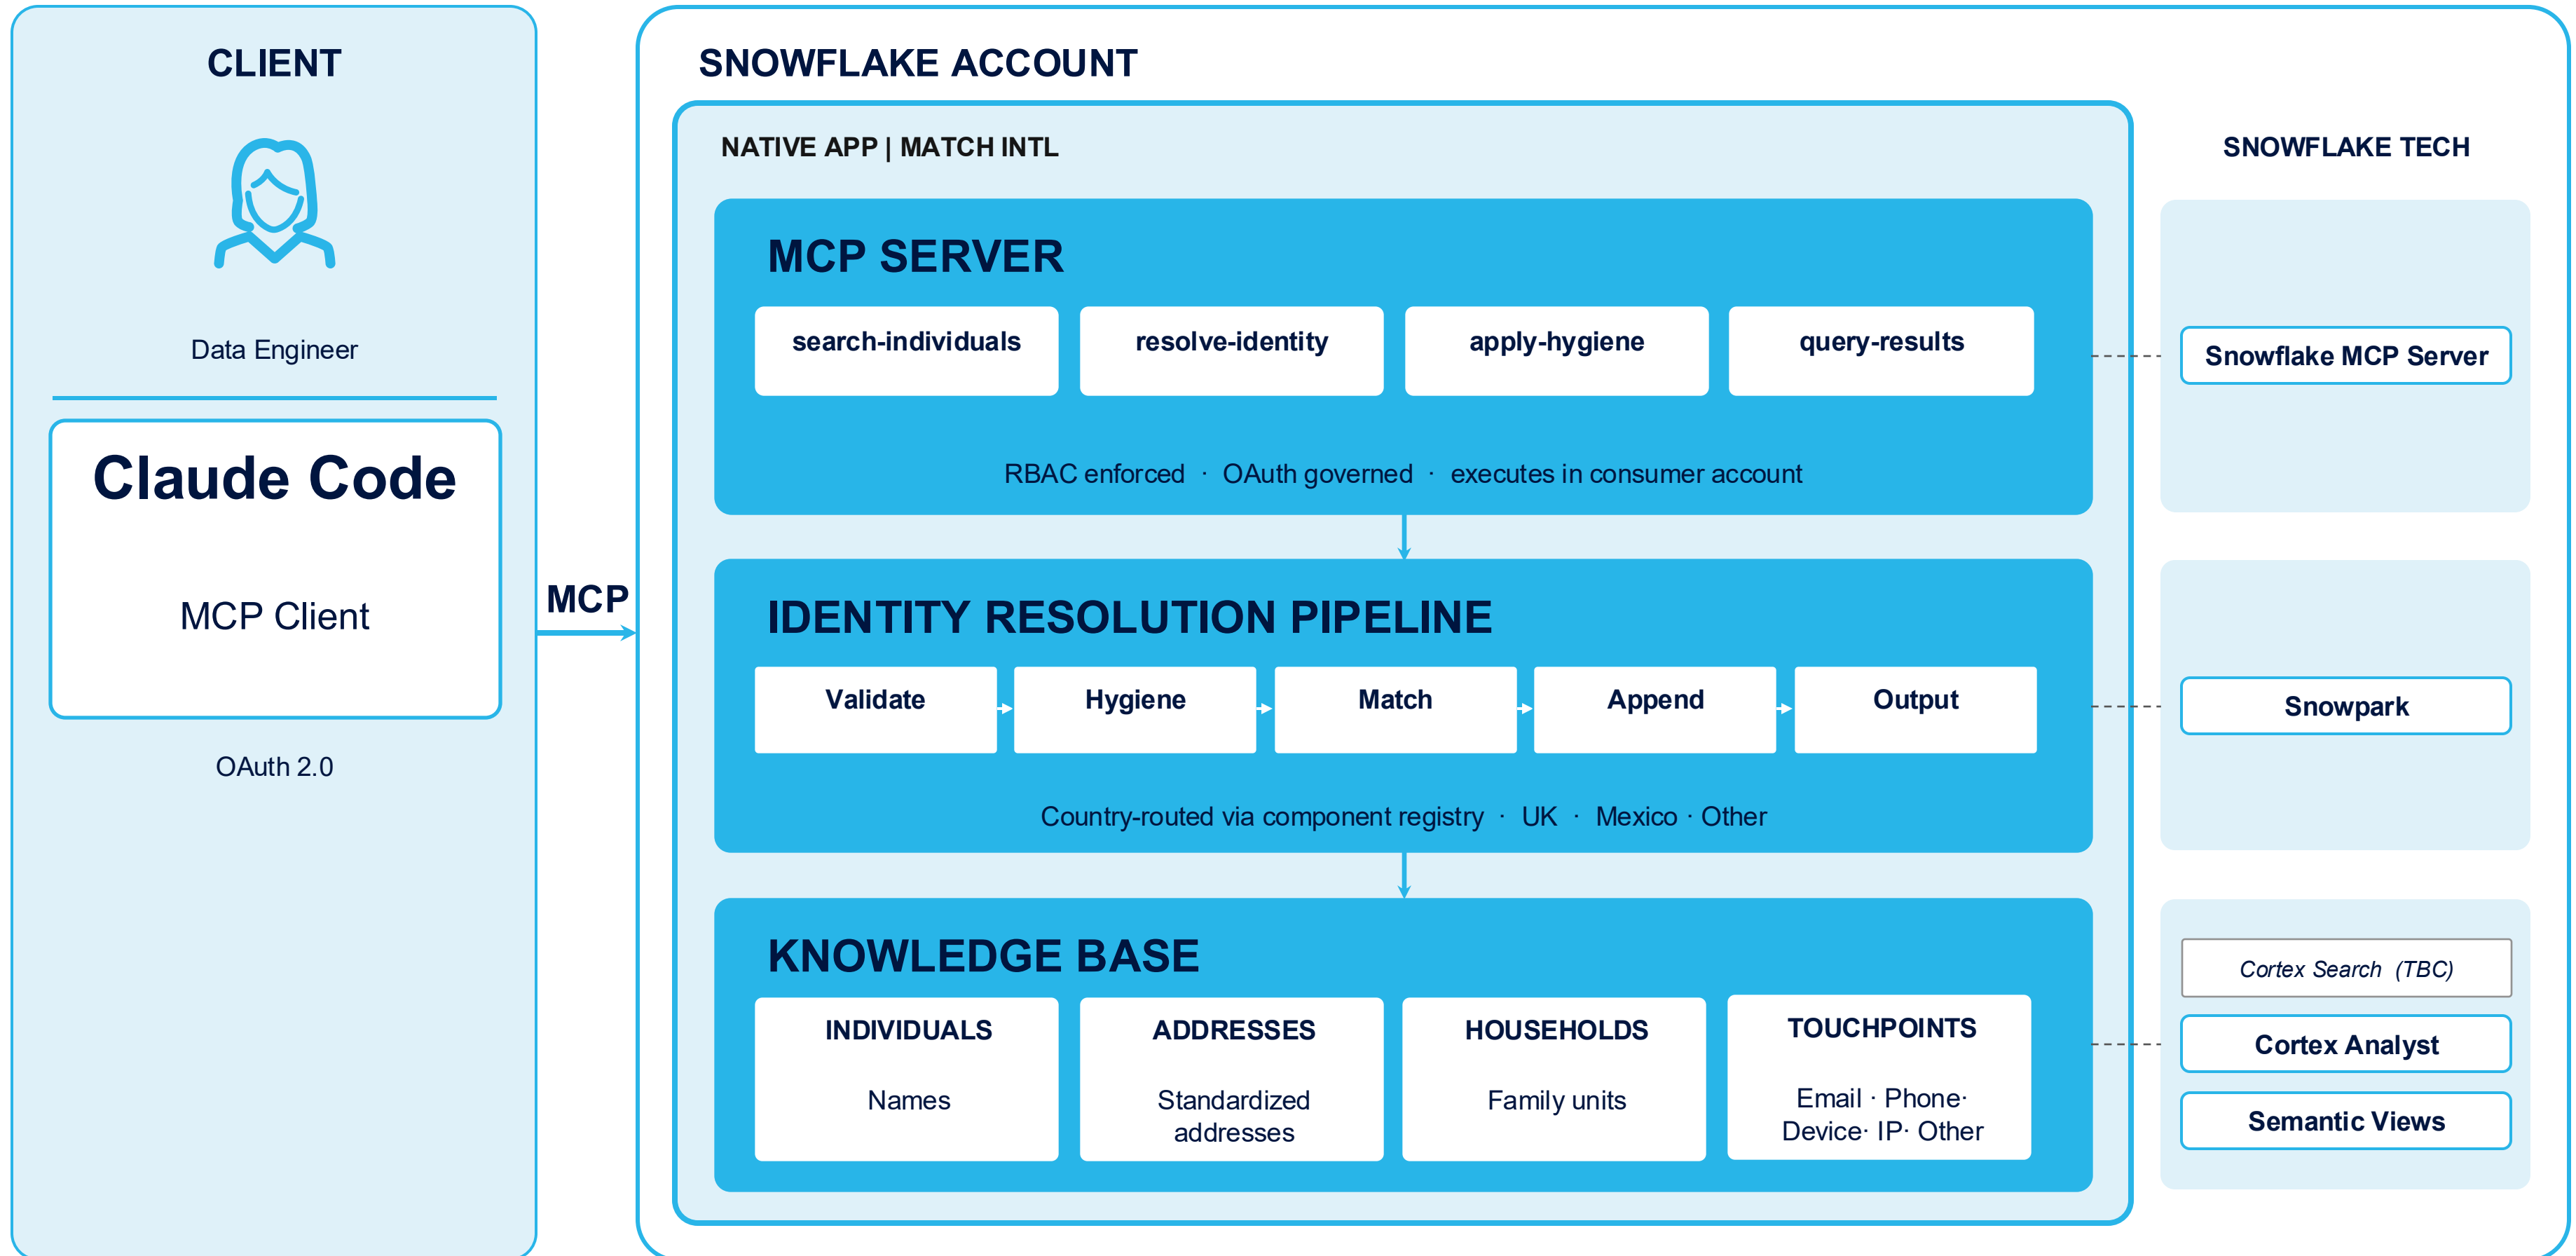 CLIENT
Data Engineer
Claude Code
MCP Client
OAuth 2.0
MCP
SNOWFLAKE ACCOUNT
NATIVE APP | MATCH INTL
MCP SERVER
search-individuals
resolve-identity
apply-hygiene
query-results
RBAC enforced · OAuth governed · executes in consumer account
IDENTITY RESOLUTION PIPELINE
Validate
Hygiene
Match
Append
Output
Country-routed via component registry · UK · Mexico · Other
KNOWLEDGE BASE
INDIVIDUALS
Names
ADDRESSES
Standardized
addresses
HOUSEHOLDS
Family units
TOUCHPOINTS
Email · Phone·
Device· IP· Other
SNOWFLAKE TECH
Snowflake MCP Server
Snowpark
Cortex Search (TBC)
Cortex Analyst
Semantic Views